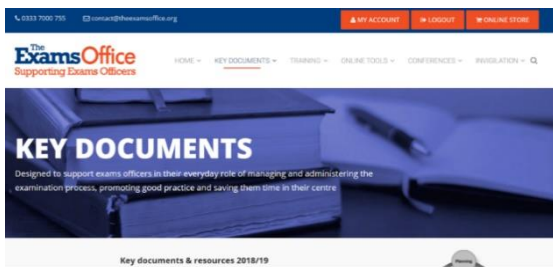 0333 7000 755 contact@theexamsoffice.org MY ACCOUNT LOGOUT ONLINE STORE
The
ExamsOffice
Supporting Exams Officers
HOME KEY DOCUMENTS TRAINING ONLINE TOOLS CONFERENCES INVIGILATION
KEY DOCUMENTS
Designed to support exams officers in their everyday role of managing and administering the
examination process, promoting good practice and saving them time in their centre
Key documents & resources 2018/19
Planning